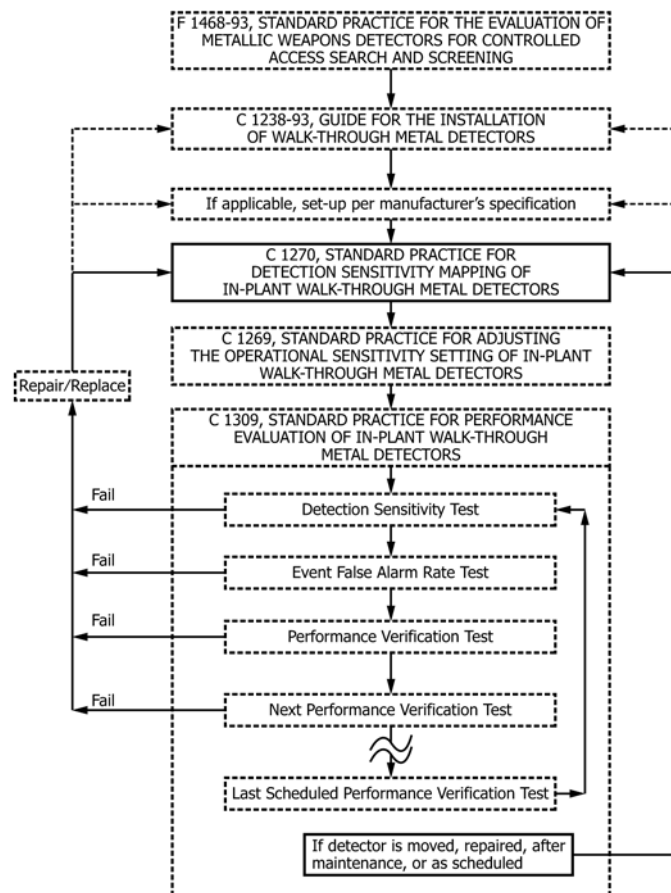 F 1468-93, STANDARD PRACTICE FOR THE EVALUATION OF
METALLIC WEAPONS DETECTORS FOR CONTROLLED
ACCESS SEARCH AND SCREENING
C 1238-93, GUIDE FOR THE INSTALLATION
OF WALK-THROUGH METAL DETECTORS
If applicable, set-up per manufacturer's specification
C 1270, STANDARD PRACTICE FOR
DETECTION SENSITIVITY MAPPING OF
IN-PLANT WALK-THROUGH METAL DETECTORS
C 1269, STANDARD PRACTICE FOR ADJUSTING
THE OPERATIONAL SENSITIVITY SETTING OF IN-PLANT
WALK-THROUGH METAL DETECTORS
Repair/Replace
C 1309, STANDARD PRACTICE FOR PERFORMANCE
EVALUATION OF IN-PLANT WALK-THROUGH
METAL DETECTORS
Fail
Detection Sensitivity Test
Fail
Event False Alarm Rate Test
Fail
Performance Verification Test
Fail
Next Performance Verification Test
Last Scheduled Performance Verification Test
If detector is moved, repaired, after
maintenance, or as scheduled